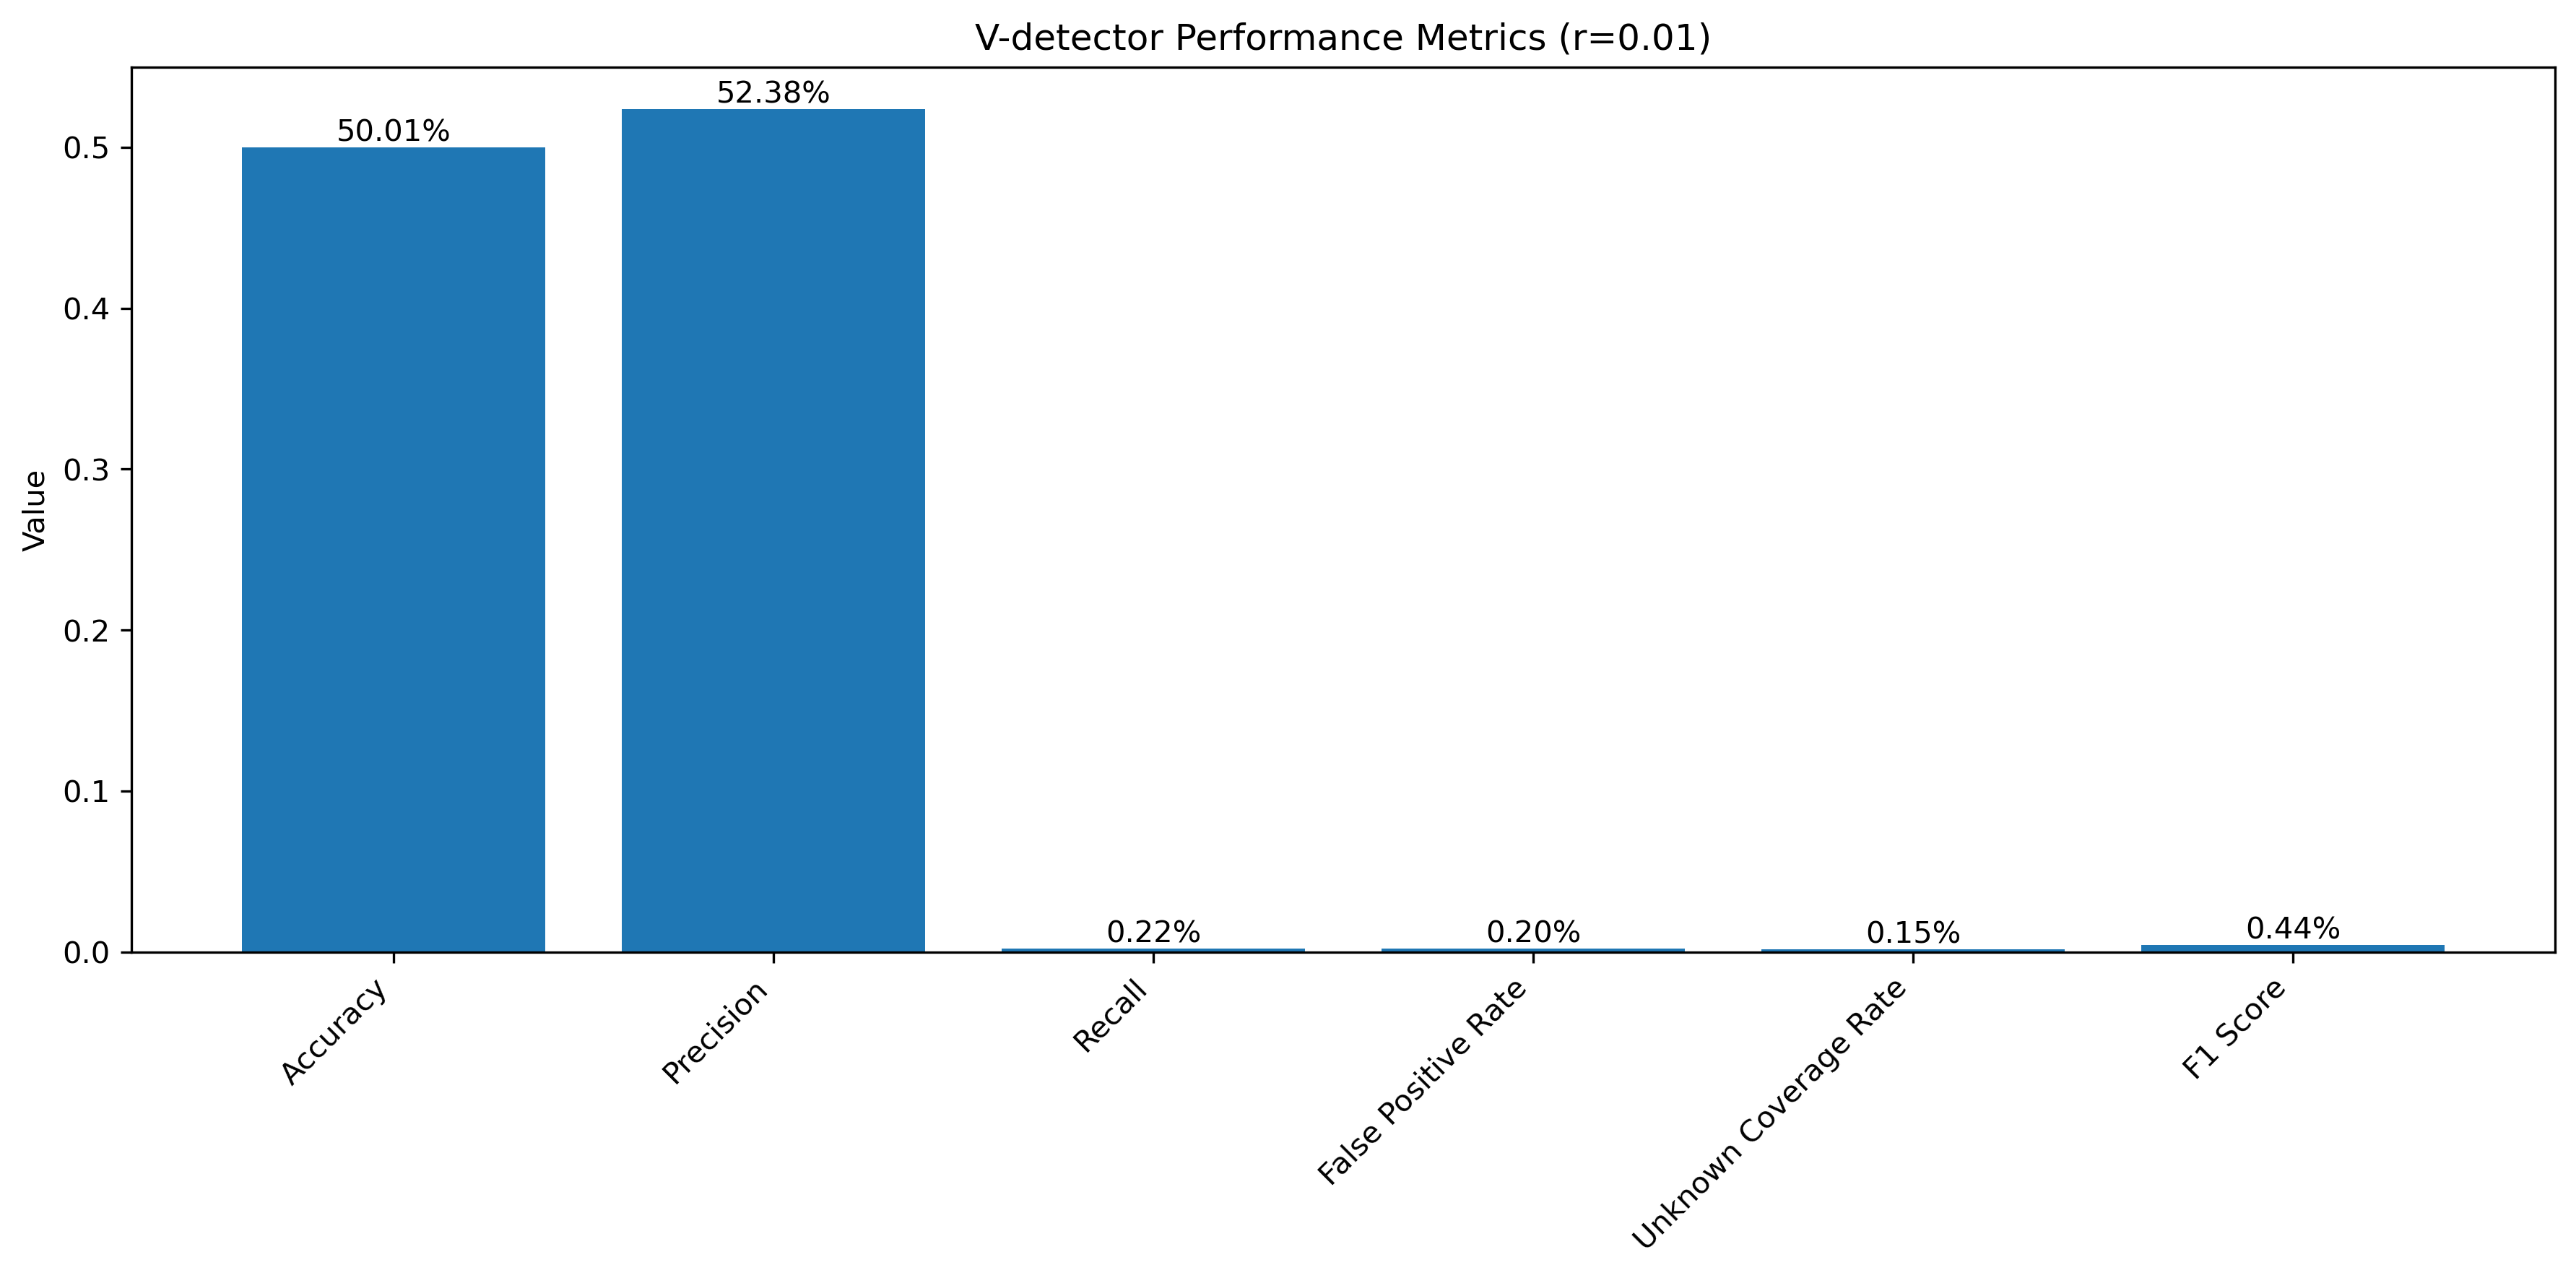 V-detector Performance Metrics (r=0.01)
Value
0.5
0.4
0.3
0.2
0.1
0.0
50.01%
52.38%
0.22%
0.20%
0.15%
0.44%
Accuracy
Precision
Recall
False Positive Rate
Unknown Coverage Rate
F1 Score